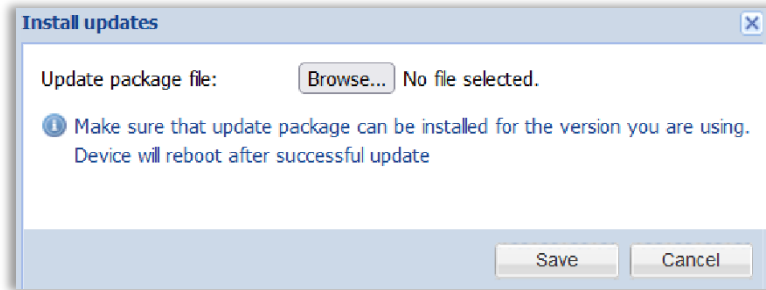 Install updates
Update package file: Browse... No file selected.
Make sure that update package can be installed for the version you are using.
Device will reboot after successful update
Save Cancel